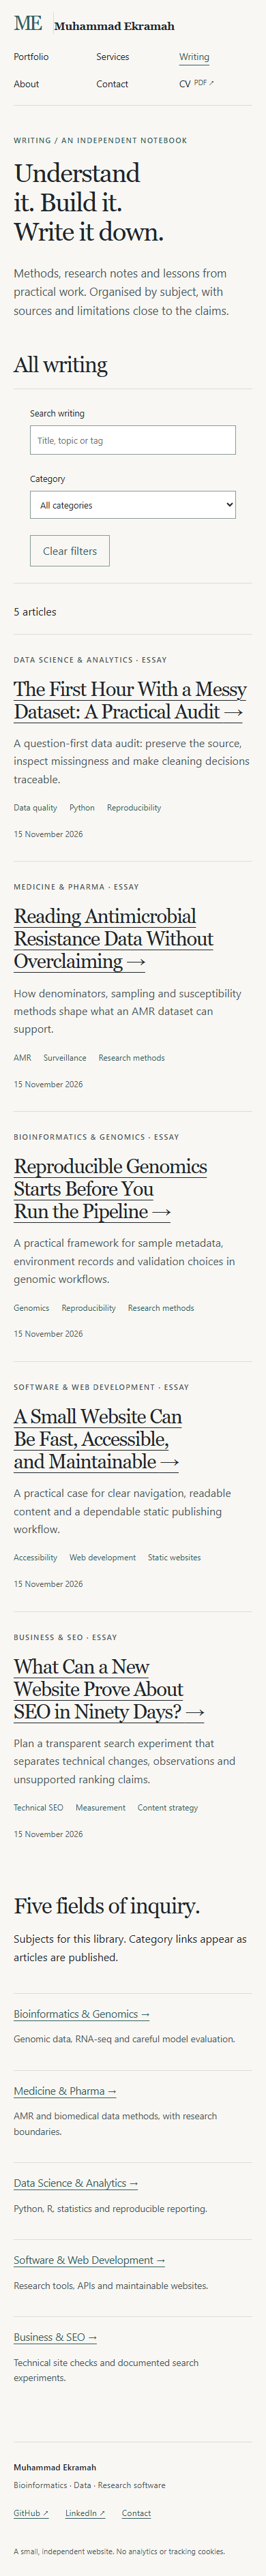 ME Muhammad Ekramah
Portfolio Services Writing
About Contact CV PDF ↗
WRITING / AN INDEPENDENT NOTEBOOK
Understand
it. Build it.
Write it down.
Methods, research notes and lessons from
practical work. Organised by subject, with
sources and limitations close to the claims.
All writing
Search writing
Title, topic or tag
Category
All categories
Clear filters
5 articles
DATA SCIENCE & ANALYTICS · ESSAY
The First Hour With a Messy
Dataset: A Practical Audit →
A question-first data audit: preserve the source,
inspect missingness and make cleaning decisions
traceable.
Data quality Python Reproducibility
15 November 2026
MEDICINE & PHARMA · ESSAY
Reading Antimicrobial
Resistance Data Without
Overclaiming →
How denominators, sampling and susceptibility
methods shape what an AMR dataset can
support.
AMR Surveillance Research methods
15 November 2026
BIOINFORMATICS & GENOMICS · ESSAY
Reproducible Genomics
Starts Before You
Run the Pipeline →
A practical framework for sample metadata,
environment records and validation choices in
genomic workflows.
Genomics Reproducibility Research methods
15 November 2026
SOFTWARE & WEB DEVELOPMENT · ESSAY
A Small Website Can
Be Fast, Accessible,
and Maintainable →
A practical case for clear navigation, readable
content and a dependable static publishing
workflow.
Accessibility Web development Static websites
15 November 2026
BUSINESS & SEO · ESSAY
What Can a New
Website Prove About
SEO in Ninety Days? →
Plan a transparent search experiment that
separates technical changes, observations and
unsupported ranking claims.
Technical SEO Measurement Content strategy
15 November 2026
Five fields of inquiry.
Subjects for this library. Category links appear as
articles are published.
Bioinformatics & Genomics →
Genomic data, RNA-seq and careful model evaluation.
Medicine & Pharma →
AMR and biomedical data methods, with research
boundaries.
Data Science & Analytics →
Python, R, statistics and reproducible reporting.
Software & Web Development →
Research tools, APIs and maintainable websites.
Business & SEO →
Technical site checks and documented search
experiments.
Muhammad Ekramah
Bioinformatics · Data · Research software
GitHub ↗ LinkedIn ↗ Contact
A small, independent website. No analytics or tracking cookies.